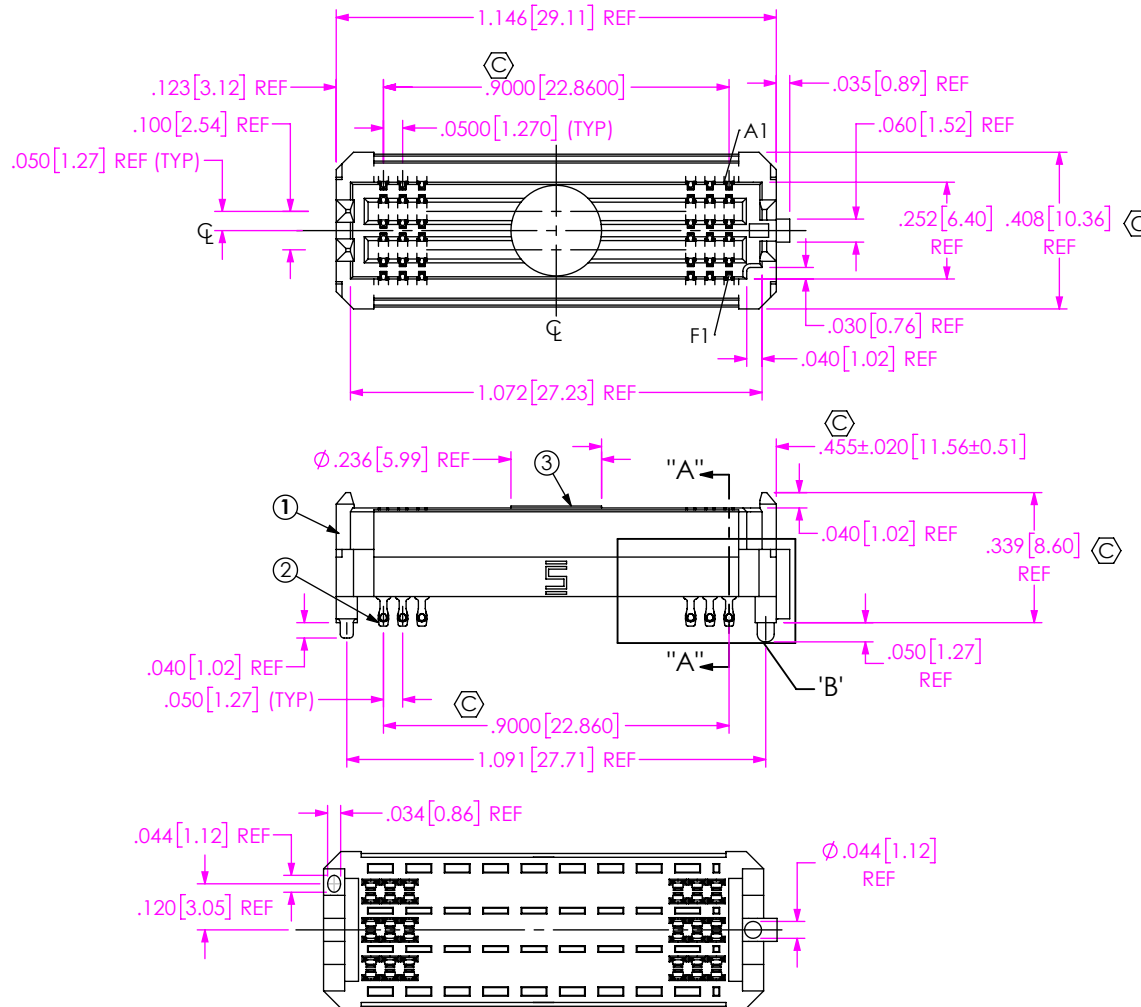 1.146[29.11] REF
C
.123[3.12] REF
.9000[22.8600]
.035[0.89] REF
.100[2.54] REF
.0500[1.270] (TYP)
A1
.060[1.52] REF
.050[1.27] REF (TYP)
℄
.252[6.40]
REF
.408[10.36]
REF
F1
℄
.030[0.76] REF
.040[1.02] REF
1.072[27.23] REF
C
.455±.020[11.56±0.51]
Ø.236[5.99] REF
3
"A"
1
.040[1.02] REF
.339[8.60]
REF
C
2
.040[1.02] REF
"A"
.050[1.27]
REF
.050[1.27] (TYP)
C
'B'
.9000[22.860]
1.091[27.71] REF
.034[0.86] REF
.044[1.12] REF
Ø.044[1.12]
REF
.120[3.05] REF